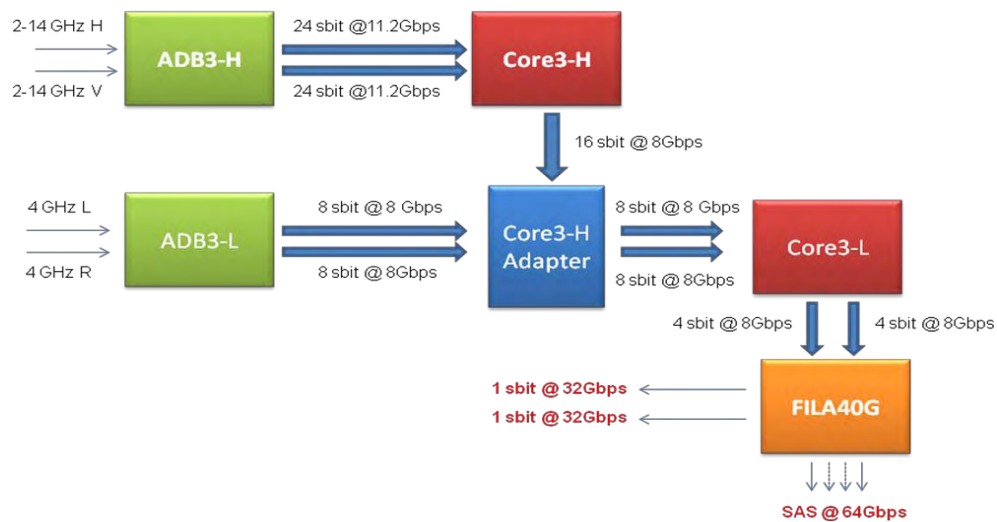 2-14 GHz H
24 sbit @11.2Gbps
ADB3-H
Core3-H
2-14 GHz V
24 sbit @11.2Gbps
16 sbit @ 8Gbps
4 GHz L
8 sbit @ 8 Gbps
8 sbit @ 8 Gbps
ADB3-L
Core3-H
Adapter
Core3-L
4 GHz R
8 sbit @ 8Gbps
8 sbit @ 8Gbps
4 sbit @ 8Gbps
4 sbit @ 8Gbps
1 sbit @ 32Gbps
1 sbit @ 32Gbps
FILA40G
SAS @ 64Gbps